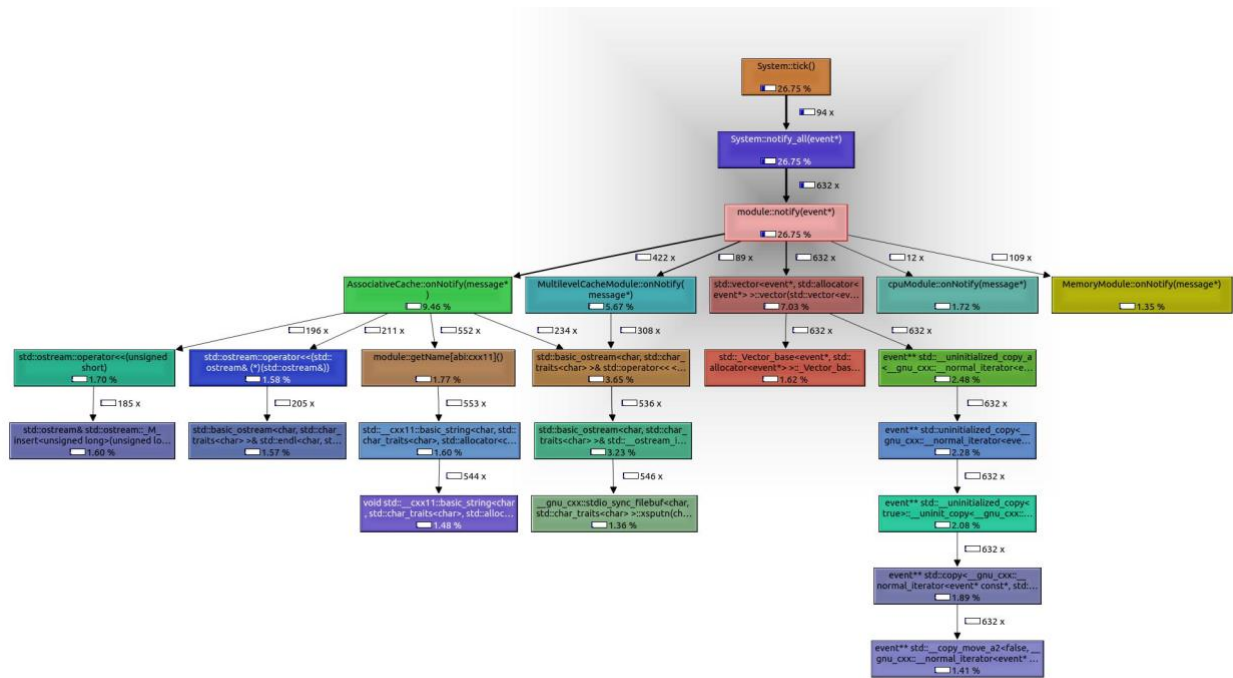 System::tick()
26.75 %
94 x
System::notify_all(event*)
26.75 %
632 x
module::notify(event*)
26.75 %
422 x
89 x
632 x
12 x
109 x
AssociativeCache::onNotify(message*
)
9.46 %
MultilevelCacheModule::onNotify(
message*)
5.67 %
std::vector<event*, std::allocator<
event*> >::vector(std::vector<ev...
7.03 %
cpuModule::onNotify(message*)
1.72 %
MemoryModule::onNotify(message*)
1.35 %
196 x
211 x
552 x
234 x
308 x
632 x
632 x
std::ostream::operator<<(unsigned
short)
1.70 %
std::ostream::operator<<(std::
ostream& (*)(std::ostream&))
1.58 %
module::getName[abi:cxx11]()
1.77 %
std::basic_ostream<char, std::char_
traits<char> >& std::operator<< <...
3.65 %
std::_Vector_base<event*, std::
allocator<event*> >::_Vector_bas...
1.62 %
event** std::__uninitialized_copy_a
<__gnu_cxx::__normal_iterator<e...
2.48 %
185 x
205 x
553 x
536 x
632 x
std::ostream& std::ostream::_M_
insert<unsigned long>(unsigned lo...
1.60 %
std::basic_ostream<char, std::char_
traits<char> >& std::endl<char, st...
1.57 %
std::__cxx11::basic_string<char, std::
char_traits<char>, std::allocator<c...
1.60 %
std::basic_ostream<char, std::char_
traits<char> >& std::__ostream_i...
3.23 %
event** std::uninitialized_copy<__
gnu_cxx::__normal_iterator<eve...
2.28 %
544 x
546 x
632 x
void std::__cxx11::basic_string<char
, std::char_traits<char>, std::alloc...
1.48 %
__gnu_cxx::stdio_sync_filebuf<char,
std::char_traits<char> >::xsputn(ch...
1.36 %
event** std::__uninitialized_copy<
true>::__uninit_copy<__gnu_cxx::...
2.08 %
632 x
event** std::copy<__gnu_cxx::__
normal_iterator<event* const*, std:...
1.89 %
632 x
event** std::__copy_move_a2<false, __
gnu_cxx::__normal_iterator<event* ...
1.41 %